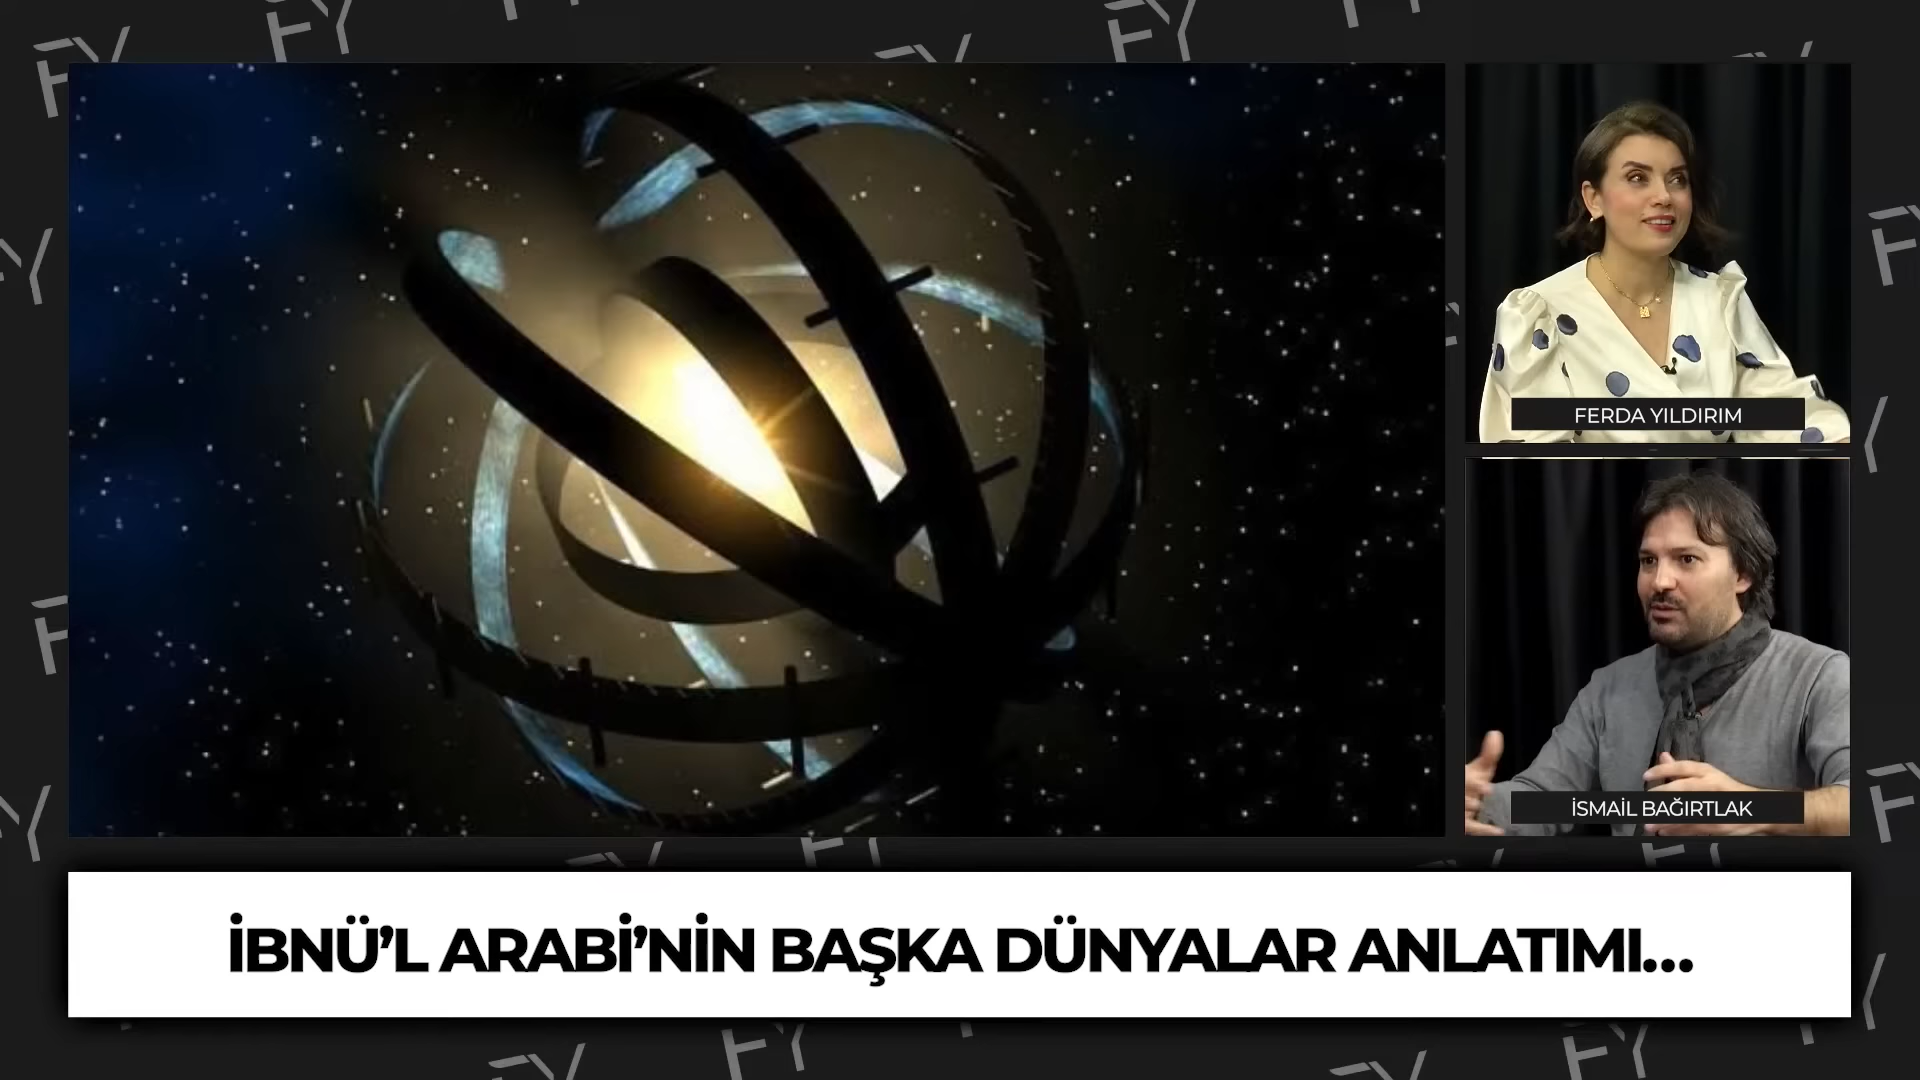 FERDA YILDIRIM
İSMAİL BAĞIRTLAK
İBNÜ’L ARABİ’NİN BAŞKA DÜNYALAR ANLATIMI...